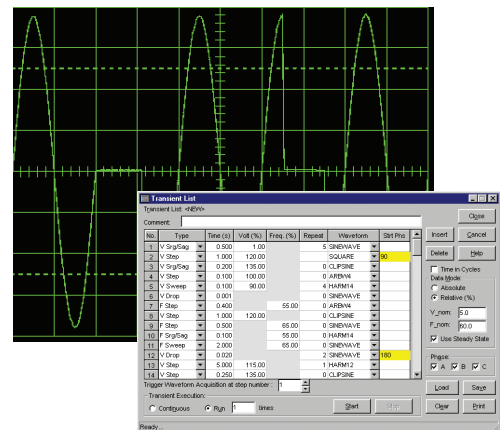 Transient List
Transient List: <NEW>
Close
Comment:
No. Type Time (s) Volt (%) Freq. (%) Repeat Waveform Strt Phs
Insert Cancel
1 V Srg/Sag 0.500 1.00 5 SINEWAVE
2 V Step 1.000 120.00 SQUARE 90
Delete Help
3 V Srg/Sag 0.200 135.00 0 CLIPSINE
4 V Step 0.100 100.00 0 ARBW4
Time in Cycles
5 V Sweep 0.100 90.00 4 HARM14
Data Mode:
6 V Drop 0.001 0 SINEWAVE
Absolute
7 F Step 0.400 55.00 0 ARBW4
Relative (%)
8 V Step 1.000 120.00 0 CLIPSINE
V_nom: 5.0
9 F Step 0.500 65.00 0 SINEWAVE
F_nom: 60.0
10 F Srg/Sag 0.100 55.00 0 HARM14
11 F Sweep 2.000 65.00 0 SINEWAVE
Use Steady State
12 V Drop 0.020 2 SINEWAVE 180
Phase:
13 V Step 5.000 115.00 1 HARM12
A B C
14 V Step 0.250 135.00 0 CLIPSINE
Trigger Waveform Acquisition at step number: 1
Load Save
Transient Execution:
Continuous Run 1 times Start Stop
Clear Print
Ready...